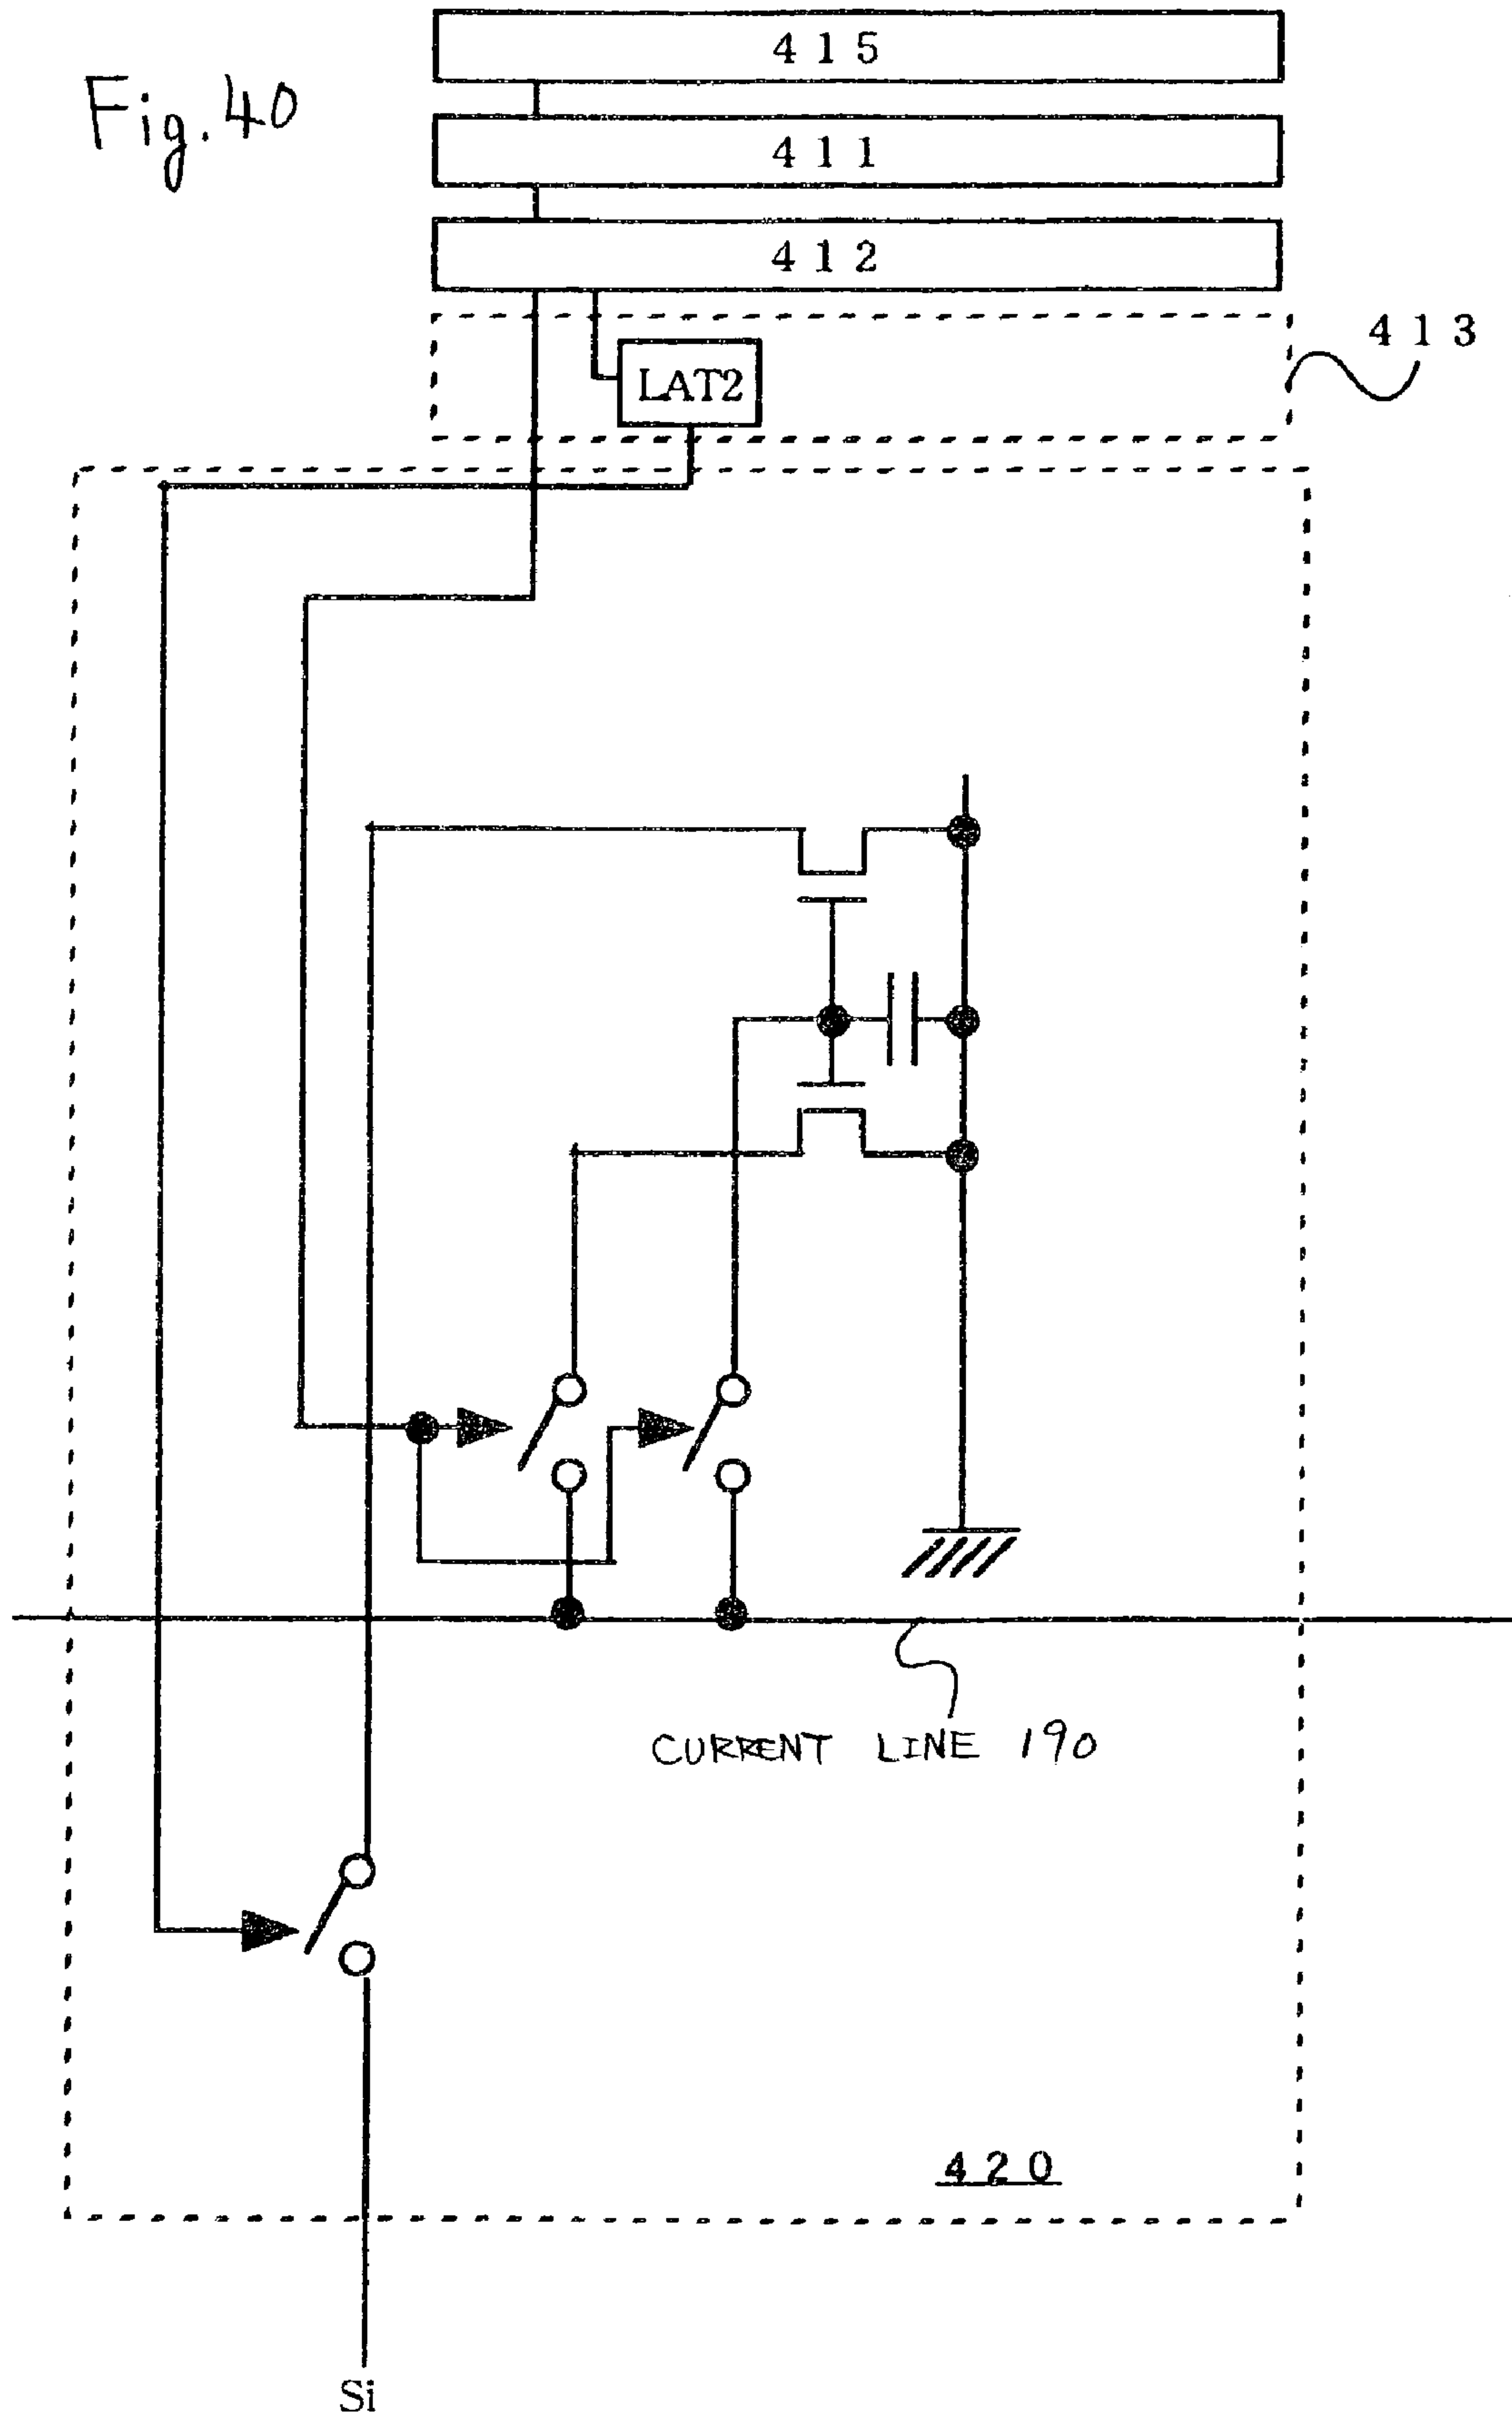 Fig. 40
415
411
412
413
LAT2
CURRENT LINE 190
420
Si